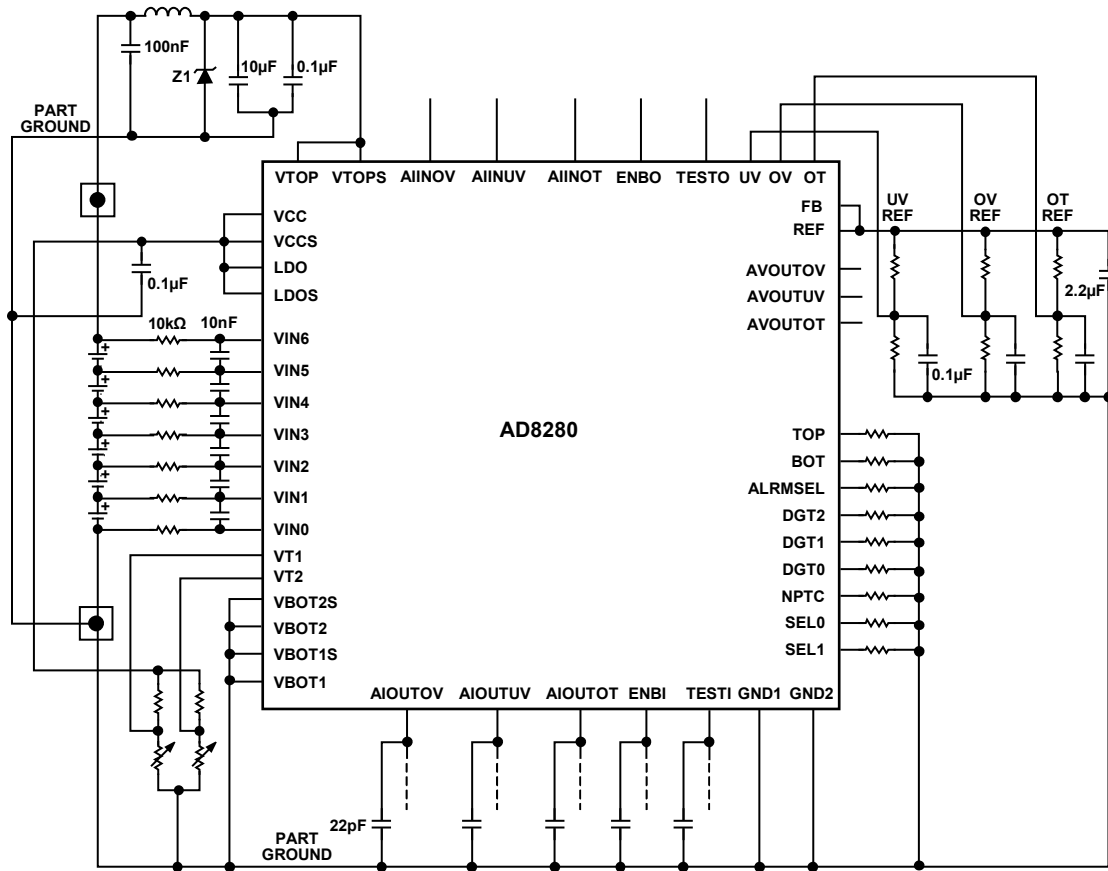 100nF
Z1
10µF
0.1µF
PART
GROUND
VTOP
VTOPS
AIINOV
AIINUV
AIINOT
ENBO
TESTO
UV
OV
OT
VCC
VCCS
LDO
LDOS
0.1µF
10kΩ
10nF
VIN6
VIN5
VIN4
VIN3
VIN2
VIN1
VIN0
VT1
VT2
VBOT2S
VBOT2
VBOT1S
VBOT1
AD8280
FB
REF
AVOUTOV
AVOUTUV
AVOUTOT
UV
REF
OV
REF
OT
REF
2.2µF
0.1µF
TOP
BOT
ALRMSEL
DGT2
DGT1
DGT0
NPTC
SEL0
SEL1
AIOUTOV
AIOUTUV
AIOUTOT
ENBI
TESTI
GND1
GND2
22pF
PART
GROUND
+
+
+
+
+
+